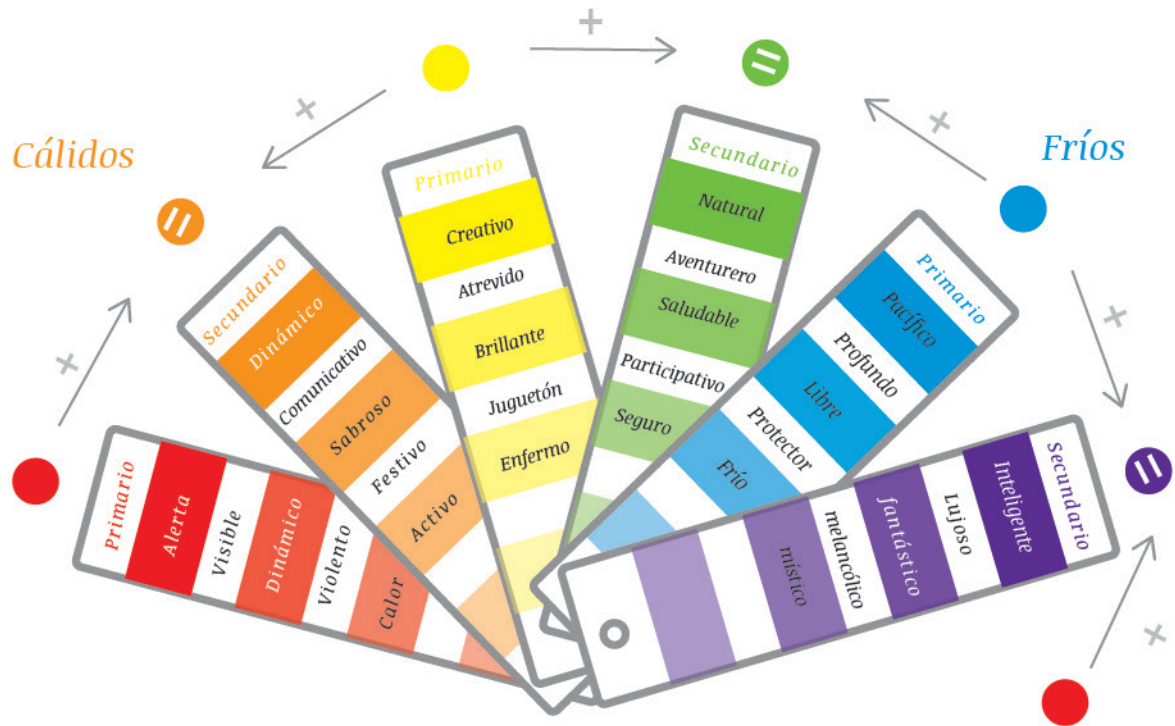 Cálidos
Fríos
Primario
Alerta
Visible
Dinámico
Violento
Calor
Secundario
Dinámico
Comunicativo
Sabroso
Festivo
Activo
Primario
Creativo
Atrevido
Brillante
Juguetón
Enfermo
Secundario
Natural
Aventurero
Saludable
Participativo
Seguro
Primario
Pacífico
Profundo
Libre
Protector
Frío
Secundario
Inteligente
Lujoso
fantástico
melancólico
místico